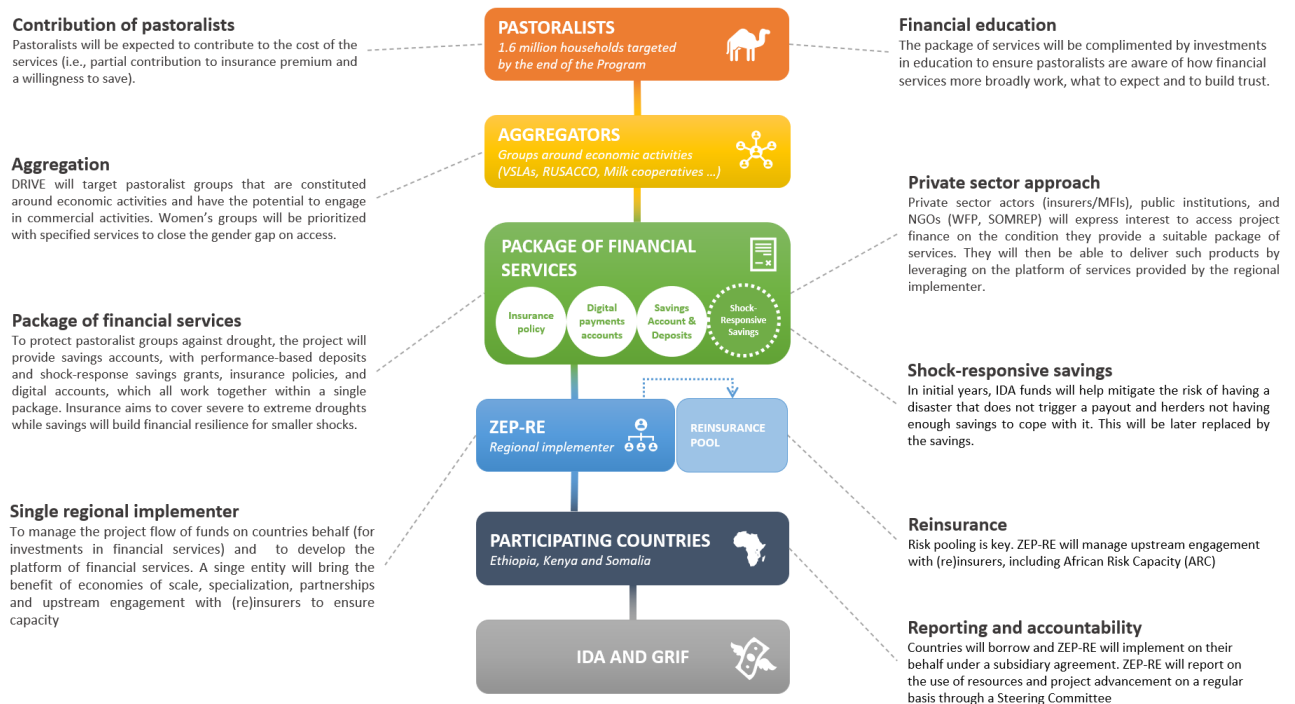 Contribution of pastoralists
Pastoralists will be expected to contribute to the cost of the
services (i.e., partial contribution to insurance premium and
a willingness to save).
Aggregation
DRIVE will target pastoralist groups that are constituted
around economic activities and have the potential to engage
in commercial activities. Women's groups will be prioritized
with specified services to close the gender gap on access.
Package of financial services
To protect pastoralist groups against drought, the project will
provide savings accounts, with performance-based deposits
and shock-response savings grants, insurance policies, and
digital accounts, which all work together within a single
package. Insurance aims to cover severe to extreme droughts
while savings will build financial resilience for smaller shocks.
Single regional implementer
To manage the project flow of funds on countries behalf (for
investments in financial services) and to develop the
platform of financial services. A singe entity will bring the
benefit of economies of scale, specialization, partnerships
and upstream engagement with (re)insurers to ensure
capacity
PASTORALISTS
1.6 million households targeted
by the end of the Program
AGGREGATORS
Groups around economic activities
(VSLAs, RUSACCO, Milk cooperatives ...)
PACKAGE OF FINANCIAL
SERVICES
Insurance
policy
Digital
payments
accounts
Savings
Account &
Deposits
Shock-
Responsive
Savings
ZEP-RE
Regional implementer
REINSURANCE
POOL
PARTICIPATING COUNTRIES
Ethiopia, Kenya and Somalia
IDA AND GRIF
Financial education
The package of services will be complimented by investments
in education to ensure pastoralists are aware of how financial
services more broadly work, what to expect and to build trust.
Private sector approach
Private sector actors (insurers/MFIs), public institutions, and
NGOs (WFP, SOMREP) will express interest to access project
finance on the condition they provide a suitable package of
services. They will then be able to deliver such products by
leveraging on the platform of services provided by the regional
implementer.
Shock-responsive savings
In initial years, IDA funds will help mitigate the risk of having a
disaster that does not trigger a payout and herders not having
enough savings to cope with it. This will be later replaced by
the savings.
Reinsurance
Risk pooling is key. ZEP-RE will manage upstream engagement
with (re)insurers, including African Risk Capacity (ARC)
Reporting and accountability
Countries will borrow and ZEP-RE will implement on their
behalf under a subsidiary agreement. ZEP-RE will report on
the use of resources and project advancement on a regular
basis through a Steering Committee